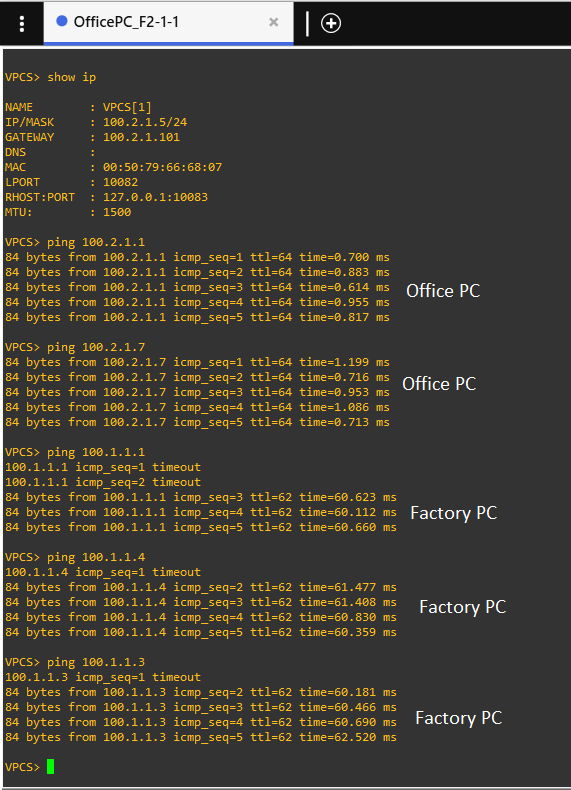 OfficePC_F2-1-1
VPCS> show ip
NAME : VPCS[1]
IP/MASK : 100.2.1.5/24
GATEWAY : 100.2.1.101
DNS :
MAC : 00:50:79:66:68:07
LPORT : 10082
RHOST:PORT : 127.0.0.1:10083
MTU: : 1500
VPCS> ping 100.2.1.1
84 bytes from 100.2.1.1 icmp_seq=1 ttl=64 time=0.700 ms
84 bytes from 100.2.1.1 icmp_seq=2 ttl=64 time=0.883 ms
84 bytes from 100.2.1.1 icmp_seq=3 ttl=64 time=0.614 ms
84 bytes from 100.2.1.1 icmp_seq=4 ttl=64 time=0.955 ms
84 bytes from 100.2.1.1 icmp_seq=5 ttl=64 time=0.817 ms
Office PC
VPCS> ping 100.2.1.7
84 bytes from 100.2.1.7 icmp_seq=1 ttl=64 time=1.199 ms
84 bytes from 100.2.1.7 icmp_seq=2 ttl=64 time=0.716 ms
84 bytes from 100.2.1.7 icmp_seq=3 ttl=64 time=0.953 ms
84 bytes from 100.2.1.7 icmp_seq=4 ttl=64 time=1.086 ms
84 bytes from 100.2.1.7 icmp_seq=5 ttl=64 time=0.713 ms
Office PC
VPCS> ping 100.1.1.1
100.1.1.1 icmp_seq=1 timeout
100.1.1.1 icmp_seq=2 timeout
84 bytes from 100.1.1.1 icmp_seq=3 ttl=62 time=60.623 ms
84 bytes from 100.1.1.1 icmp_seq=4 ttl=62 time=60.112 ms
84 bytes from 100.1.1.1 icmp_seq=5 ttl=62 time=60.660 ms
Factory PC
VPCS> ping 100.1.1.4
100.1.1.4 icmp_seq=1 timeout
84 bytes from 100.1.1.4 icmp_seq=2 ttl=62 time=61.477 ms
84 bytes from 100.1.1.4 icmp_seq=3 ttl=62 time=61.408 ms
84 bytes from 100.1.1.4 icmp_seq=4 ttl=62 time=60.830 ms
84 bytes from 100.1.1.4 icmp_seq=5 ttl=62 time=60.359 ms
Factory PC
VPCS> ping 100.1.1.3
100.1.1.3 icmp_seq=1 timeout
84 bytes from 100.1.1.3 icmp_seq=2 ttl=62 time=60.181 ms
84 bytes from 100.1.1.3 icmp_seq=3 ttl=62 time=60.466 ms
84 bytes from 100.1.1.3 icmp_seq=4 ttl=62 time=60.690 ms
84 bytes from 100.1.1.3 icmp_seq=5 ttl=62 time=62.520 ms
Factory PC
VPCS>